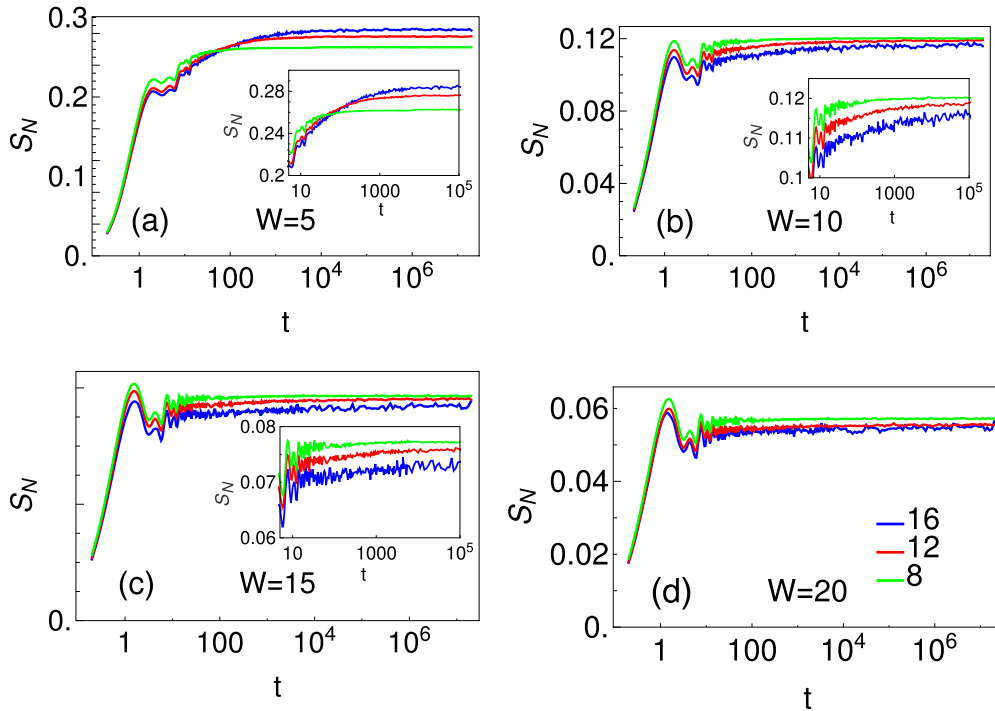 0.3
0.2
0.1
0.
S_N
(a)
W=5
1
100
10^4
10^6
t
0.28
0.24
0.2
S_N
10
1000
10^5
t
0.12
0.08
0.04
0.
S_N
(b)
W=10
1
100
10^4
10^6
t
0.12
0.11
0.1
S_N
10
1000
10^5
t
0.
S_N
(c)
W=15
1
100
10^4
10^6
t
0.08
0.07
0.06
S_N
10
1000
10^5
t
0.06
0.04
0.02
0.
S_N
16
12
8
(d)
W=20
1
100
10^4
10^6
t